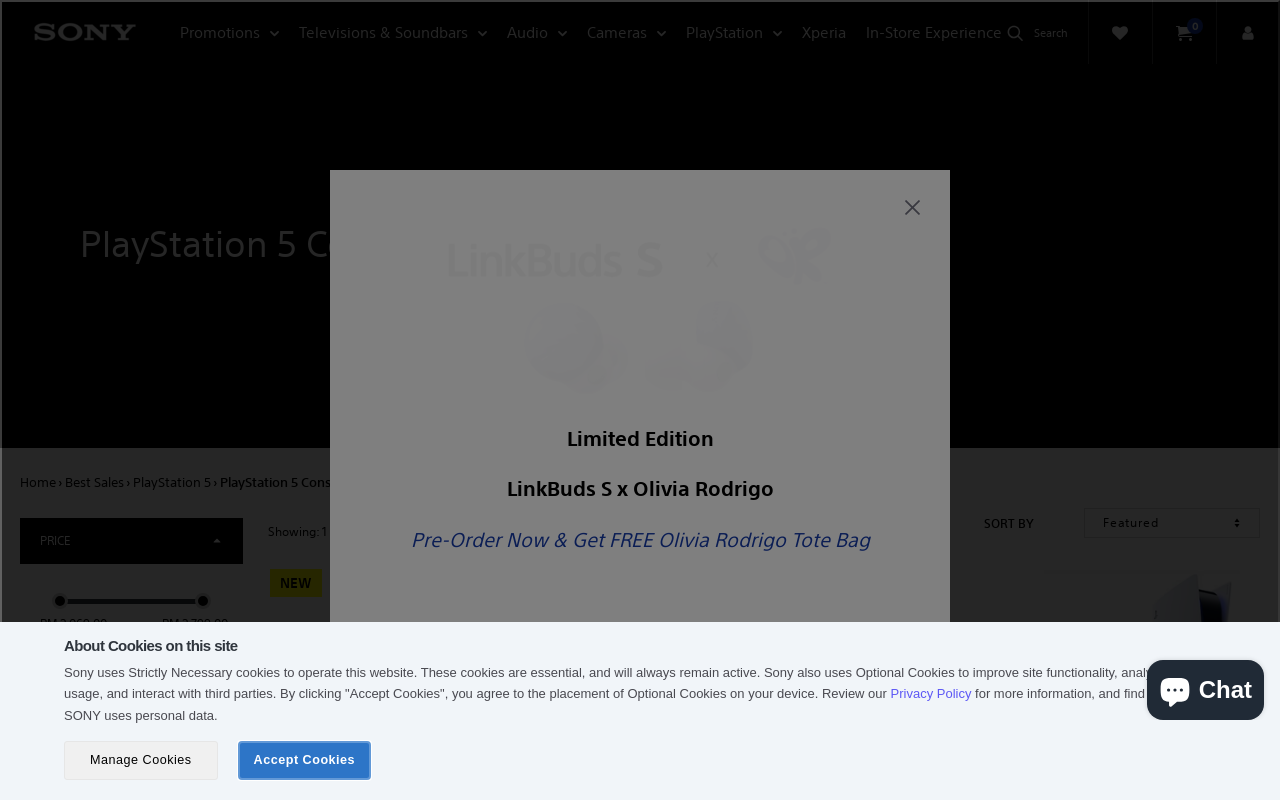 SONY
Promotions Televisions & Soundbars Audio Cameras PlayStation Xperia In-Store Experience Search 0
PlayStation 5 Co
LinkBuds S x
Limited Edition
LinkBuds S x Olivia Rodrigo
Pre-Order Now & Get FREE Olivia Rodrigo Tote Bag
Home › Best Sales › PlayStation 5 › PlayStation 5 Cons
PRICE
Showing: 1
SORT BY
Featured
NEW
About Cookies on this site
Sony uses Strictly Necessary cookies to operate this website. These cookies are essential, and will always remain active. Sony also uses Optional Cookies to improve site functionality, analy
usage, and interact with third parties. By clicking "Accept Cookies", you agree to the placement of Optional Cookies on your device. Review our Privacy Policy for more information, and find
SONY uses personal data.
Manage Cookies
Accept Cookies
Chat